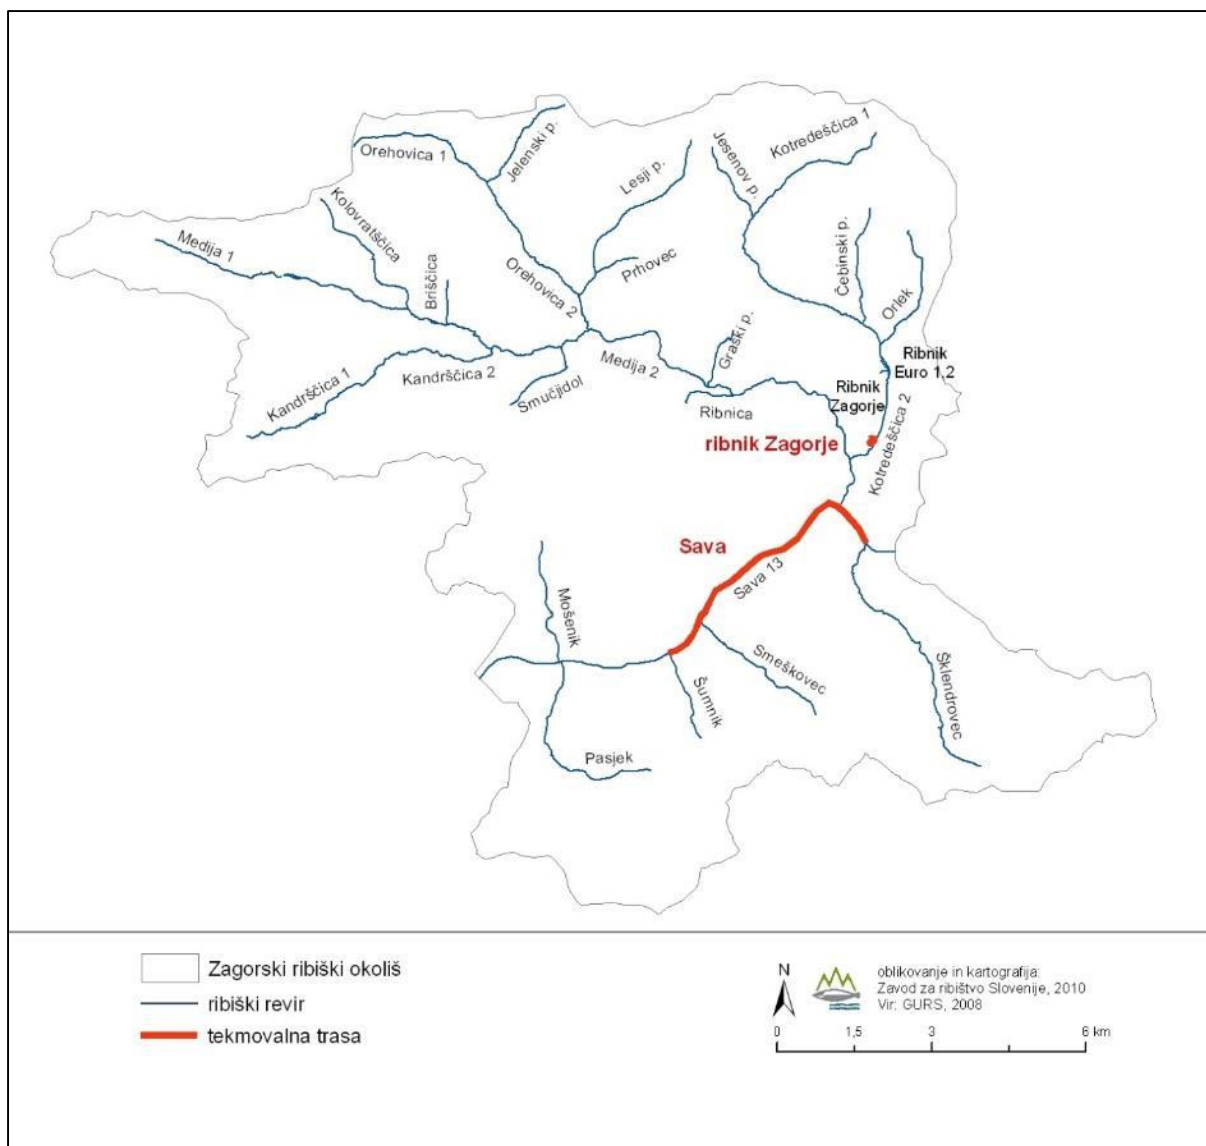 Kotredeščica 1
Jelenski p.
Jesenov p.
Orehovica 1
Lesji p.
Kolovratščica
Medija 1
Čebinski p.
Briščica
Prhovec
Orehovica 2
Orlek
Graški p.
Ribnik
Euro 1,2
Medija 2
Kandrščica 2
Kandrščica 1
Smučjidol
Ribnik
Zagorje
Ribnica
Kotredeščica 2
ribnik Zagorje
Sava
Sava 13
Mošenik
Smeškovec
Šumnik
Šklendrovec
Pasjek
Zagorski ribiški okoliš
ribiški revir
tekmovalna trasa
N
oblikovanje in kartografija:
Zavod za ribištvo Slovenije, 2010
Vir: GURS, 2008
0 1,5 3 6 km